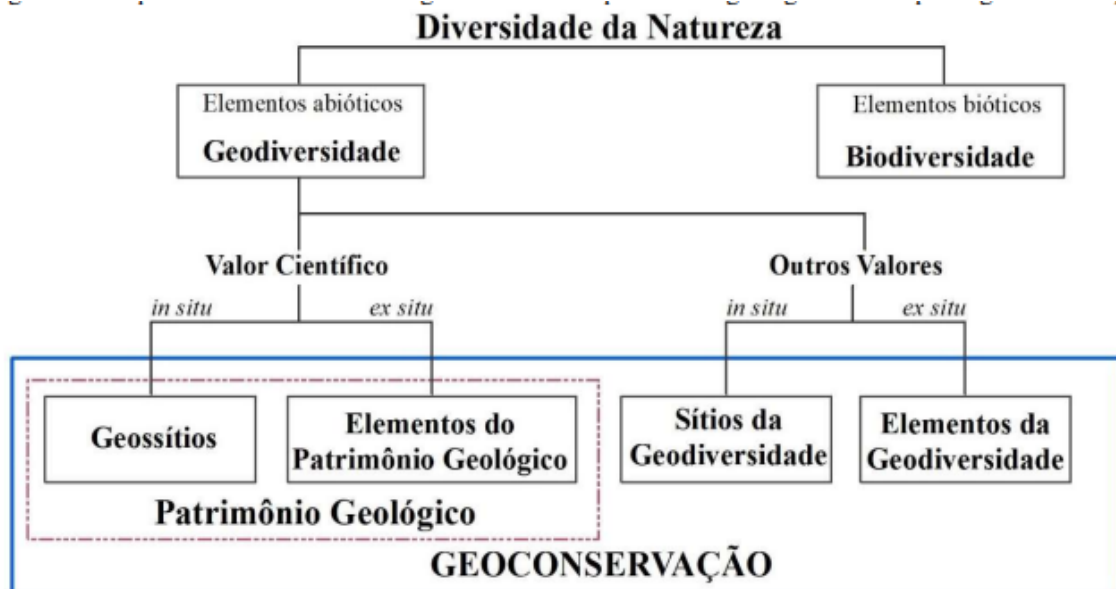 Diversidade da Natureza
Elementos abióticos
Geodiversidade
Elementos bióticos
Biodiversidade
Valor Científico
Outros Valores
in situ
ex situ
in situ
ex situ
Geossítios
Elementos do
Patrimônio Geológico
Sítios da
Geodiversidade
Elementos da
Geodiversidade
Patrimônio Geológico
GEOCONSERVAÇÃO